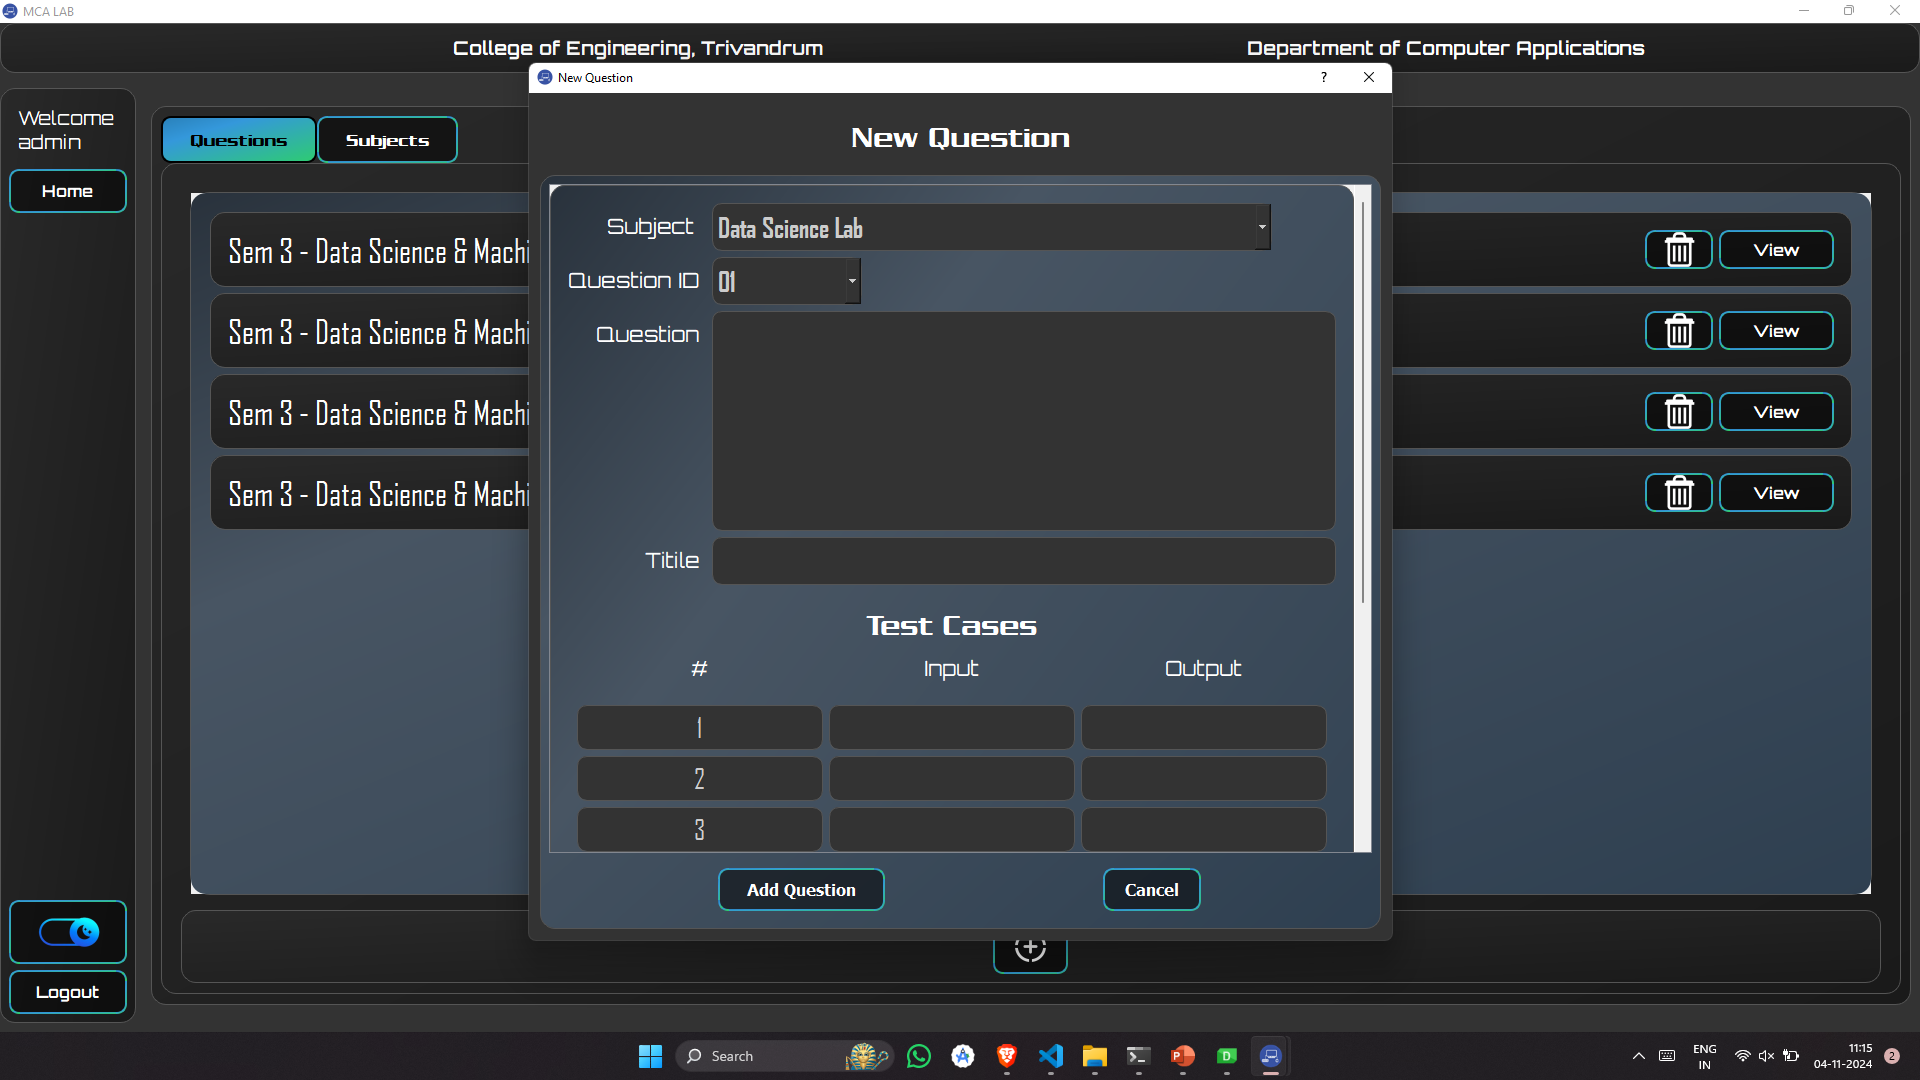 MCA LAB
College of Engineering, Trivandrum
Department of Computer Applications
New Question
?
Welcome
admin
Home
Questions
Subjects
New Question
Subject
Data Science Lab
Question ID
01
Question
Titile
Test Cases
#
Input
Output
1
2
3
Add Question
Cancel
Sem 3 - Data Science & Machi
View
Sem 3 - Data Science & Machi
View
Sem 3 - Data Science & Machi
View
Sem 3 - Data Science & Machi
View
Logout
Search
ENG
IN
11:15
04-11-2024
2